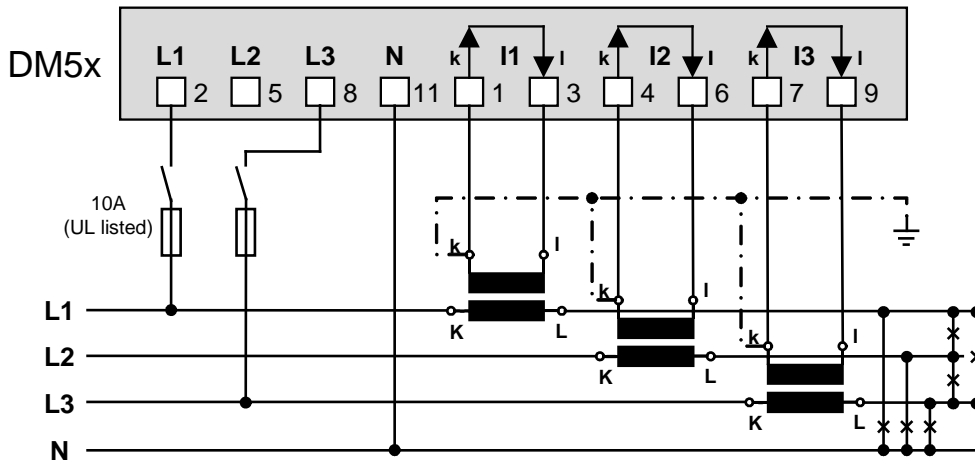 DM5x
L1 L2 L3 N k I1 l k I2 l k I3 l
2 5 8 11 1 3 4 6 7 9
10A
(UL listed)
k l
k l
k l
L1 K L
L2 K L
L3 K L
N